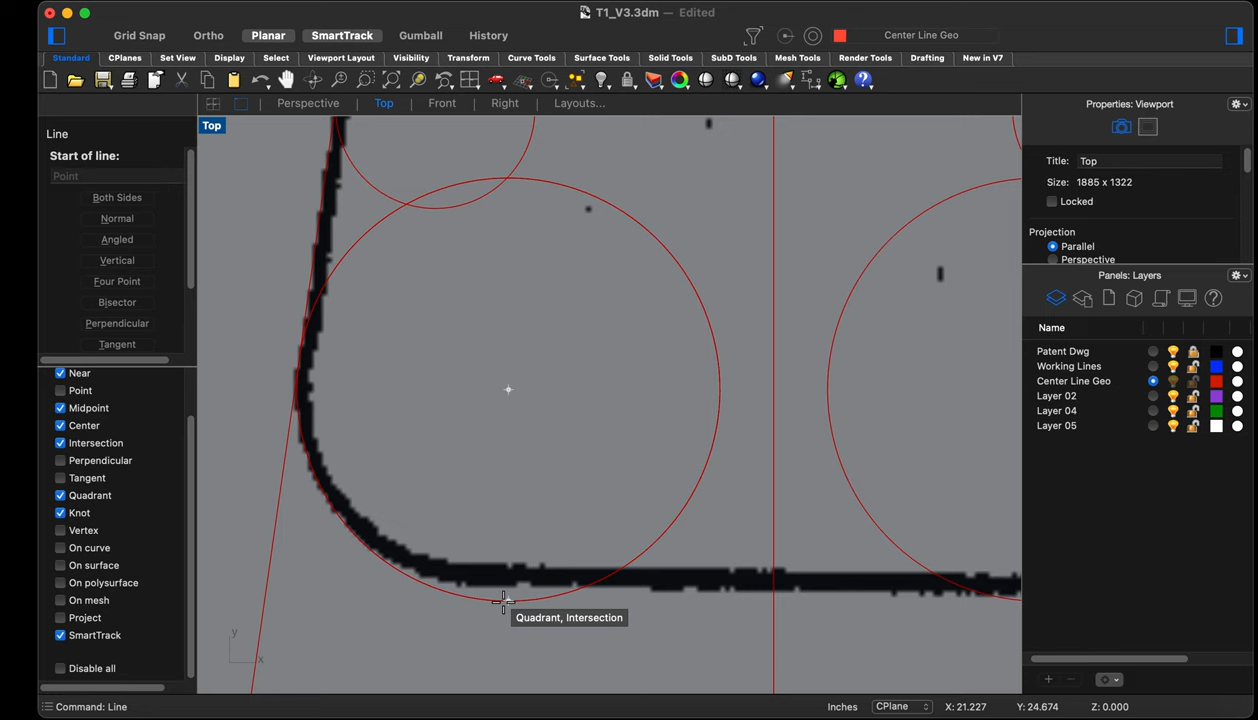 T1_V3.3dm — Edited
Grid Snap Ortho Planar SmartTrack Gumball History Center Line Geo
Standard CPlanes Set View Display Select Viewport Layout Visibility Transform Curve Tools Surface Tools Solid Tools SubD Tools Mesh Tools Render Tools Drafting New in V7
Perspective Top Front Right Layouts...
Top
Line
Start of line:
Point
Both Sides
Normal
Angled
Vertical
Four Point
Bisector
Perpendicular
Tangent
Near
Point
Midpoint
Center
Intersection
Perpendicular
Tangent
Quadrant
Knot
Vertex
On curve
On surface
On polysurface
On mesh
Project
SmartTrack
Disable all
Quadrant, Intersection
y
x
Properties: Viewport
Title: Top
Size: 1885 x 1322
Locked
Projection
Parallel
Perspective
Panels: Layers
Name
Patent Dwg
Working Lines
Center Line Geo
Layer 02
Layer 04
Layer 05
Command: Line
Inches CPlane X: 21.227 Y: 24.674 Z: 0.000